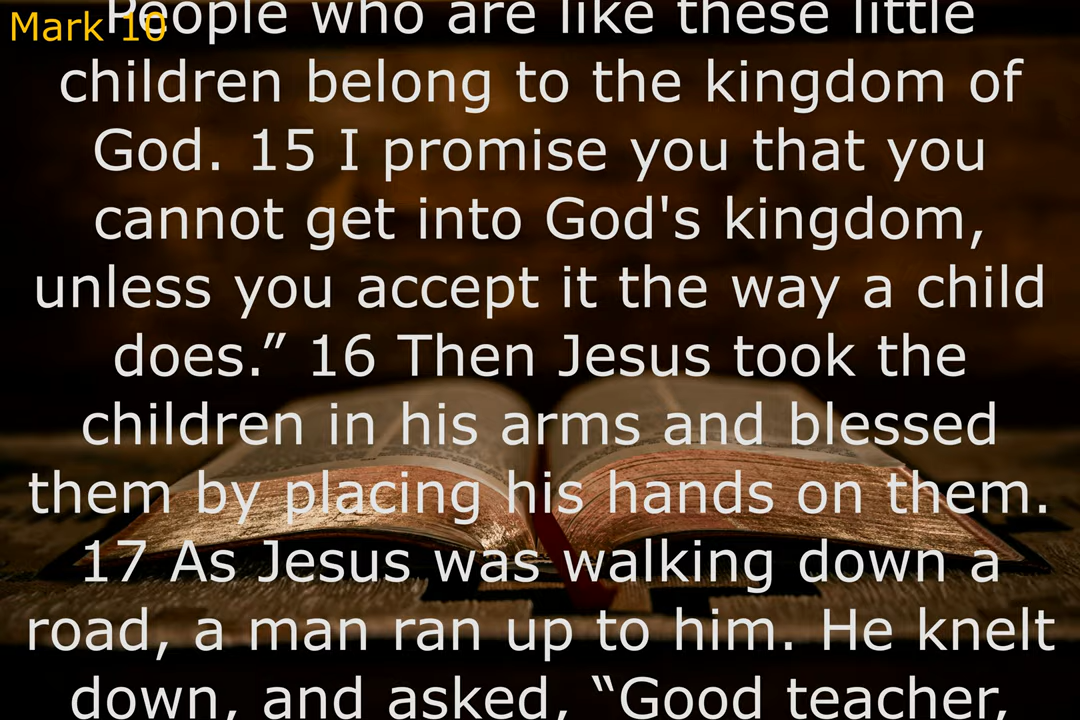 Mark 10
People who are like these little
children belong to the kingdom of
God. 15 I promise you that you
cannot get into God's kingdom,
unless you accept it the way a child
does.” 16 Then Jesus took the
children in his arms and blessed
them by placing his hands on them.
17 As Jesus was walking down a
road, a man ran up to him. He knelt
down, and asked, “Good teacher,